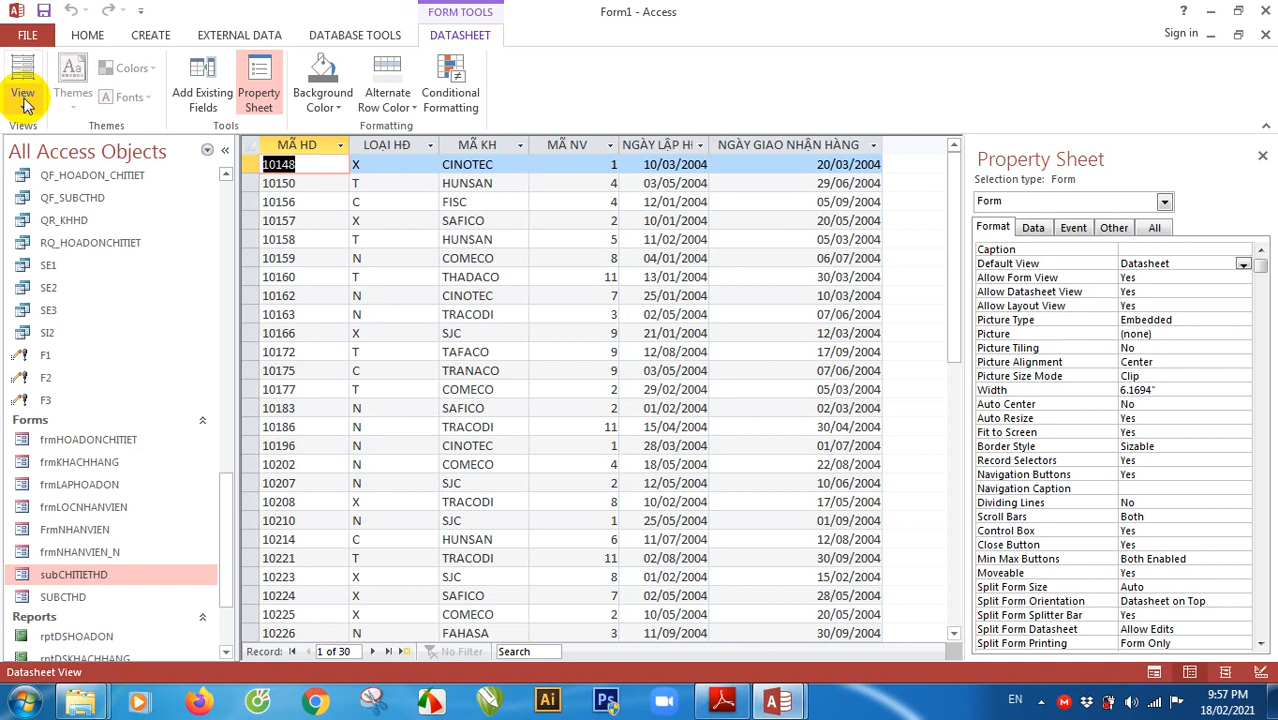 FORM TOOLS
Form1 - Access
FILE HOME CREATE EXTERNAL DATA DATABASE TOOLS DATASHEET
Sign in
View
Themes
Colors
Fonts
Add Existing Fields
Property Sheet
Background Color
Alternate Row Color
Conditional Formatting
Views Themes Tools Formatting
All Access Objects
QF_HOADON_CHITIET
QF_SUBCTHD
QR_KHHD
RQ_HOADONCHITIET
SE1
SE2
SE3
SI2
F1
F2
F3
Forms
frmHOADONCHITIET
frmKHACHHANG
frmLAPHOADON
frmLOCNHANVIEN
FrmNHANVIEN
frmNHANVIEN_N
subCHITIETHD
SUBCTHD
Reports
rptDSHOADON
rptDSKHACHHANG
MÃ HD LOẠI HĐ MÃ KH MÃ NV NGÀY LẬP HĐ NGÀY GIAO NHẬN HÀNG
10148 X CINOTEC 1 10/03/2004 20/03/2004
10150 T HUNSAN 4 03/05/2004 29/06/2004
10156 C FISC 4 12/01/2004 05/09/2004
10157 X SAFICO 2 10/01/2004 20/05/2004
10158 T HUNSAN 5 11/02/2004 05/03/2004
10159 N COMECO 8 04/01/2004 06/07/2004
10160 T THADACO 11 13/01/2004 30/03/2004
10162 N CINOTEC 7 25/01/2004 10/03/2004
10163 N TRACODI 3 02/05/2004 07/06/2004
10166 X SJC 9 21/01/2004 12/03/2004
10172 X TAFACO 9 12/08/2004 17/09/2004
10175 C TRANACO 9 03/05/2004 07/06/2004
10177 T COMECO 2 29/02/2004 05/03/2004
10183 N SAFICO 2 01/02/2004 02/03/2004
10186 N TRACODI 11 15/04/2004 30/04/2004
10196 N CINOTEC 1 28/03/2004 01/07/2004
10202 N COMECO 4 18/05/2004 22/08/2004
10207 N SJC 2 12/05/2004 10/06/2004
10208 X TRACODI 8 10/02/2004 17/05/2004
10210 N SJC 1 25/05/2004 01/09/2004
10214 C HUNSAN 6 11/07/2004 12/08/2004
10221 T TRACODI 11 02/08/2004 30/09/2004
10223 X SJC 8 01/02/2004 15/02/2004
10224 X SAFICO 7 02/05/2004 28/05/2004
10225 X COMECO 2 10/05/2004 20/05/2004
10226 N FAHASA 3 11/09/2004 30/09/2004
Record: 1 of 30 No Filter Search
Property Sheet
Selection type: Form
Form
Format Data Event Other All
Caption
Default View Datasheet
Allow Form View Yes
Allow Datasheet View Yes
Allow Layout View Yes
Picture Type Embedded
Picture (none)
Picture Tiling No
Picture Alignment Center
Picture Size Mode Clip
Width 6.1694"
Auto Center No
Auto Resize Yes
Fit to Screen Yes
Border Style Sizable
Record Selectors Yes
Navigation Buttons Yes
Navigation Caption
Dividing Lines No
Scroll Bars Both
Control Box Yes
Close Button Yes
Min Max Buttons Both Enabled
Moveable Yes
Split Form Size Auto
Split Form Orientation Datasheet on Top
Split Form Splitter Bar Yes
Split Form Datasheet Allow Edits
Split Form Printing Form Only
Datasheet View
EN
9:57 PM
18/02/2021